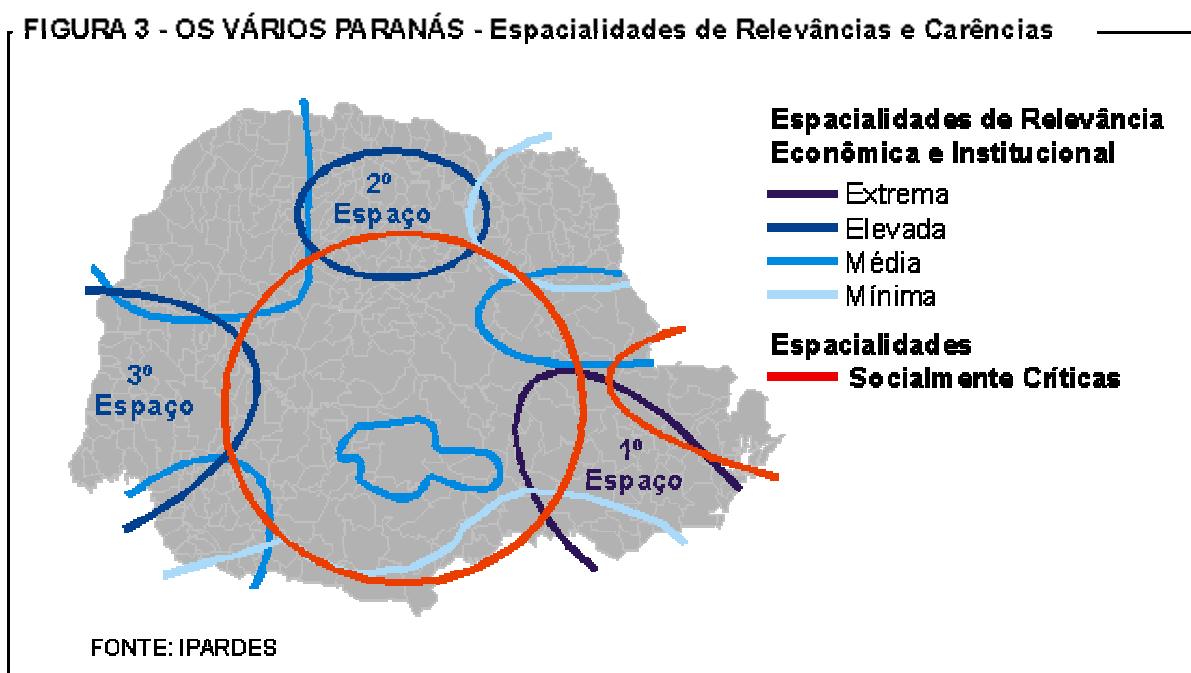 FIGURA 3 - OS VÁRIOS PARANÁS - Espacialidades de Relevâncias e Carências
2º
Espaço
3º
Espaço
1º
Espaço
Espacialidades de Relevância
Econômica e Institucional
Extrema
Elevada
Média
Mínima
Espacialidades
Socialmente Críticas
FONTE: IPARDES